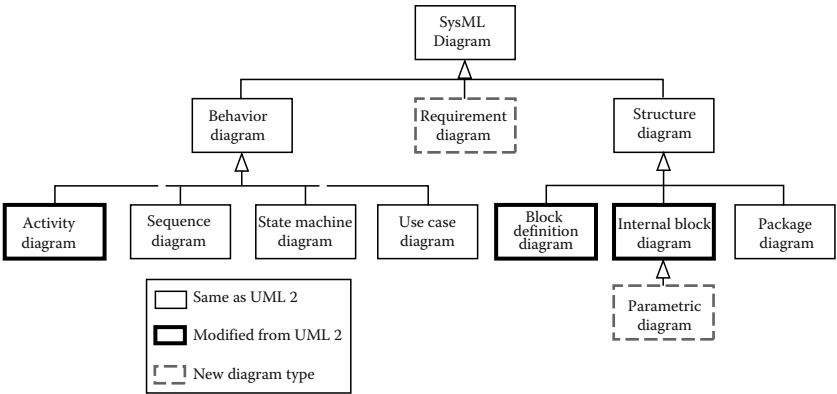 SysML
Diagram
Behavior
diagram
Requirement
diagram
Structure
diagram
Activity
diagram
Sequence
diagram
State machine
diagram
Use case
diagram
Block
definition
diagram
Internal block
diagram
Package
diagram
Parametric
diagram
Same as UML 2
Modified from UML 2
New diagram type